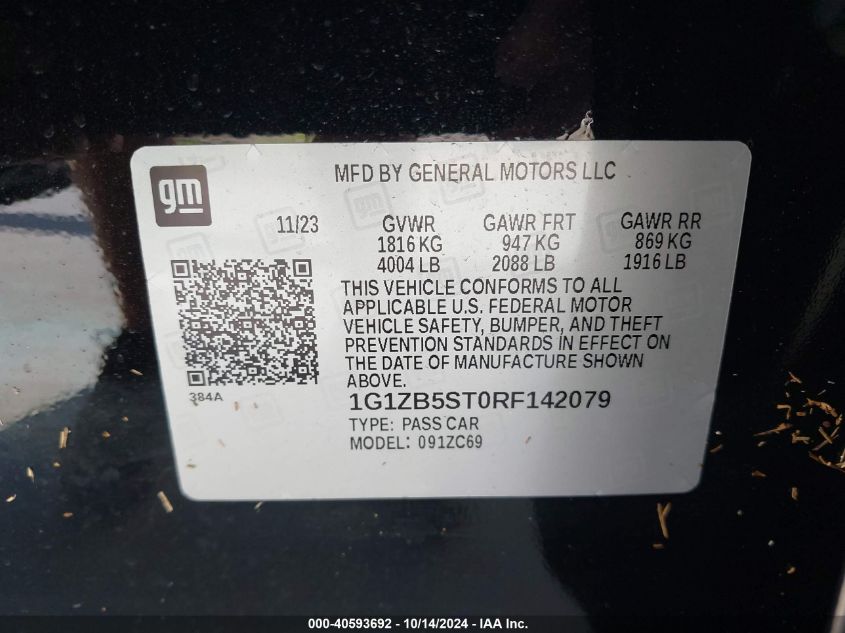 gm
MFD BY GENERAL MOTORS LLC
11/23 GVWR GAWR FRT GAWR RR
1816 KG 947 KG 869 KG
4004 LB 2088 LB 1916 LB
THIS VEHICLE CONFORMS TO ALL
APPLICABLE U.S. FEDERAL MOTOR
VEHICLE SAFETY, BUMPER, AND THEFT
PREVENTION STANDARDS IN EFFECT ON
THE DATE OF MANUFACTURE SHOWN
ABOVE.
384A
1G1ZB5ST0RF142079
TYPE: PASS CAR
MODEL: 091ZC69
000-40593692 - 10/14/2024 - IAA Inc.